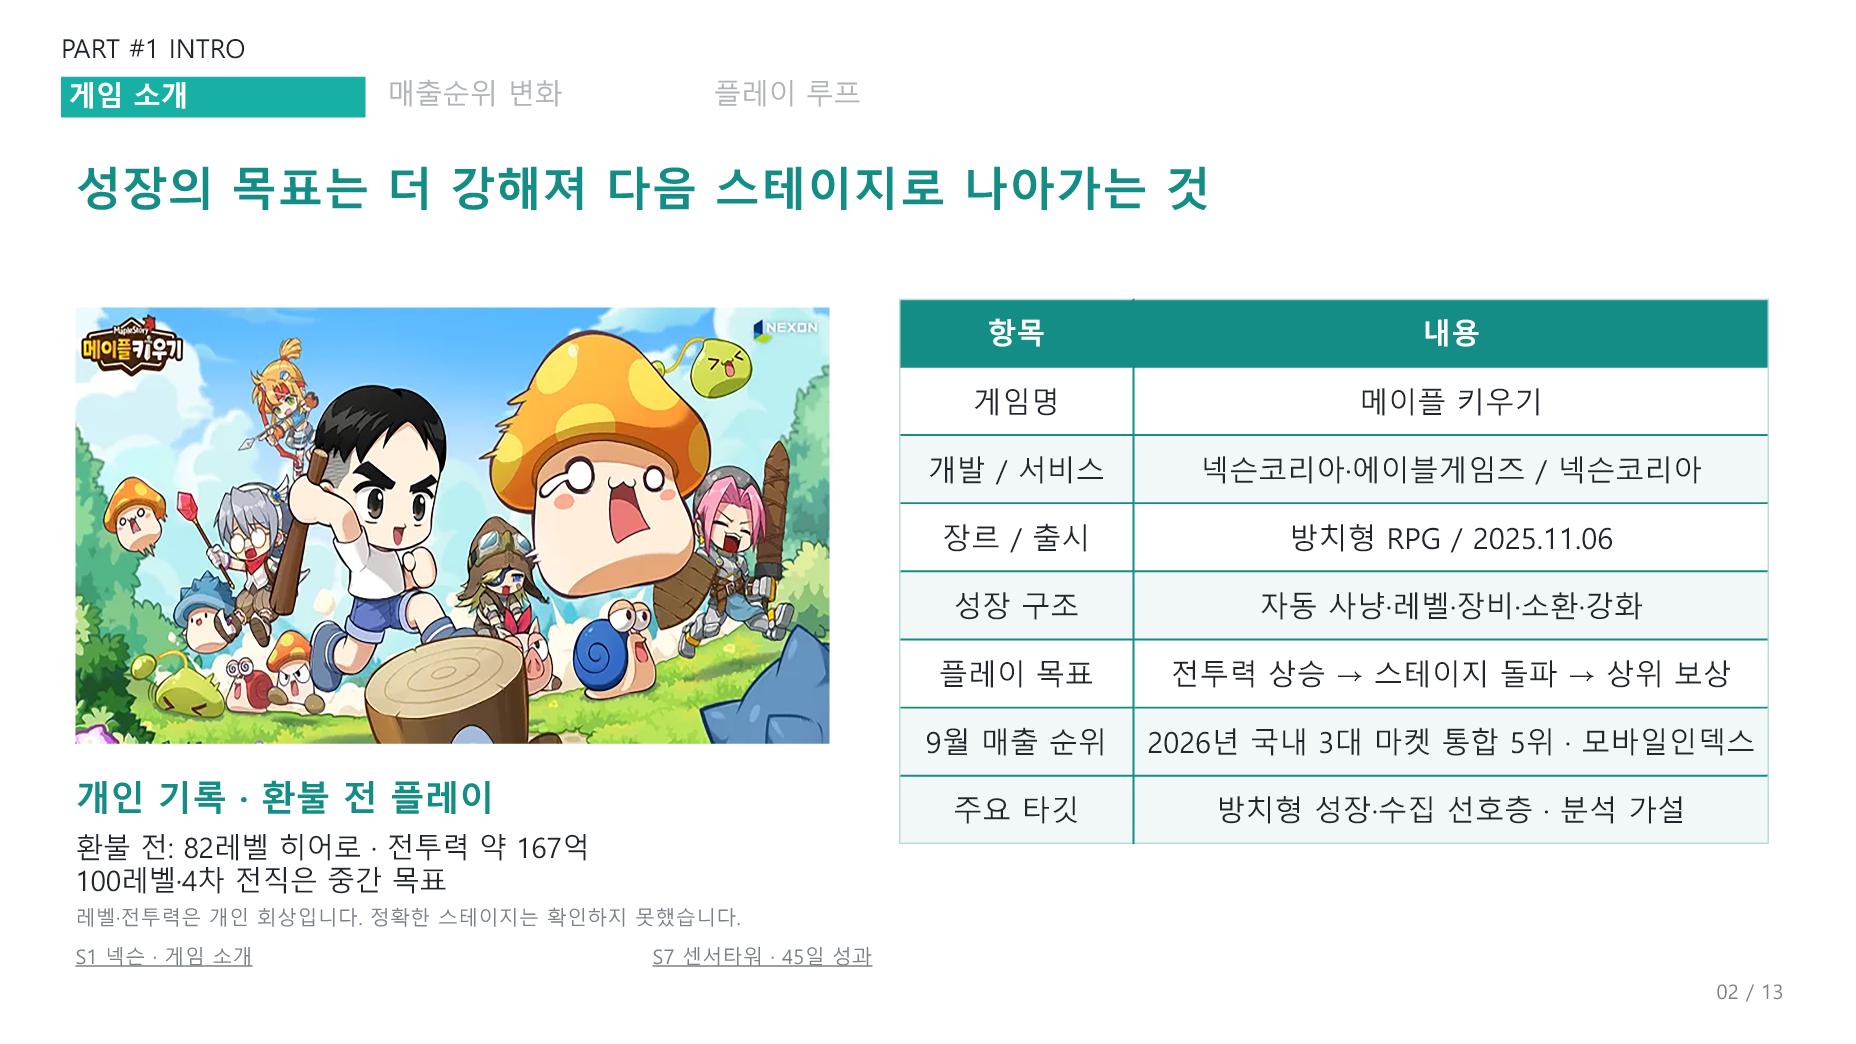 PART #1 INTRO
게임 소개
매출순위 변화
플레이 루프
성장의 목표는 더 강해져 다음 스테이지로 나아가는 것
MapleStory
메이플키우기
NEXON
항목 내용
게임명 메이플 키우기
개발 / 서비스 넥슨코리아·에이블게임즈 / 넥슨코리아
장르 / 출시 방치형 RPG / 2025.11.06
성장 구조 자동 사냥·레벨·장비·소환·강화
플레이 목표 전투력 상승 → 스테이지 돌파 → 상위 보상
9월 매출 순위 2026년 국내 3대 마켓 통합 5위 · 모바일인덱스
주요 타깃 방치형 성장·수집 선호층 · 분석 가설
개인 기록 · 환불 전 플레이
환불 전: 82레벨 히어로 · 전투력 약 167억
100레벨·4차 전직은 중간 목표
레벨·전투력은 개인 회상입니다. 정확한 스테이지는 확인하지 못했습니다.
S1 넥슨 · 게임 소개
S7 센서타워 · 45일 성과
02 / 13